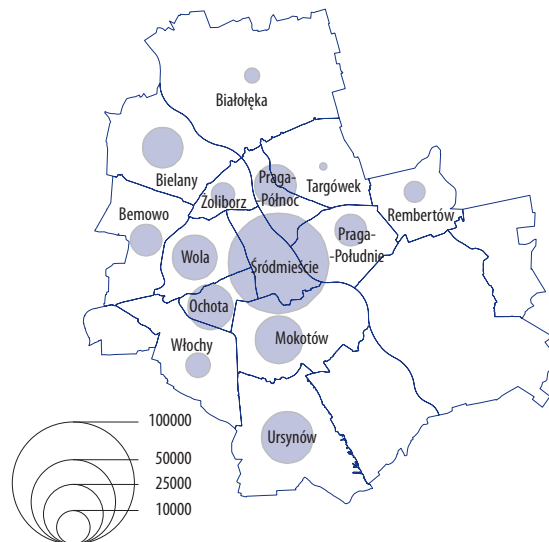 Białołęka
Bielany
Żoliborz
Praga-
-Północ
Targówek
Rembertów
Bemowo
Wola
Śródmieście
Praga-
-Południe
Ochota
Włochy
Mokotów
Ursynów
100000
50000
25000
10000